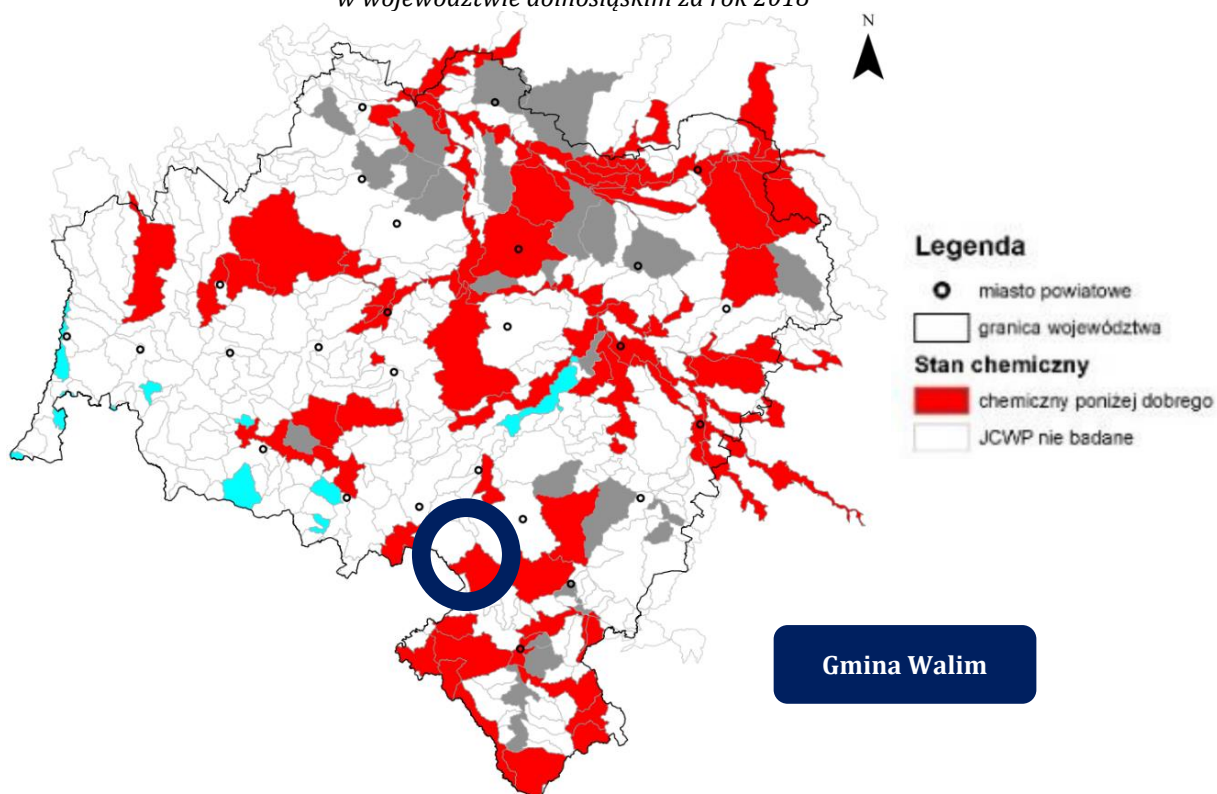 w województwie dolnośląskim za rok 2018
N
Legenda
miasto powiatowe
granica województwa
Stan chemiczny
chemiczny poniżej dobrego
JCWP nie badane
Gmina Walim